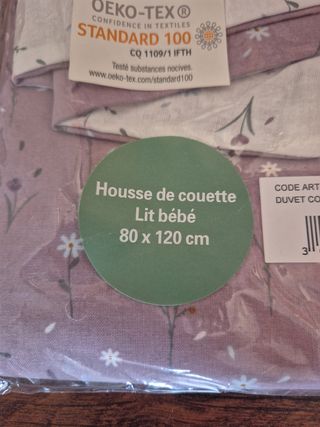 OEKO-TEX®
CONFIDENCE IN TEXTILES
STANDARD 100
CQ 1109/1 IFTH
Testé substances nocives.
www.oeko-tex.com/standard100
Housse de couette
Lit bébé
80 x 120 cm
CODE ART
DUVET CO
3